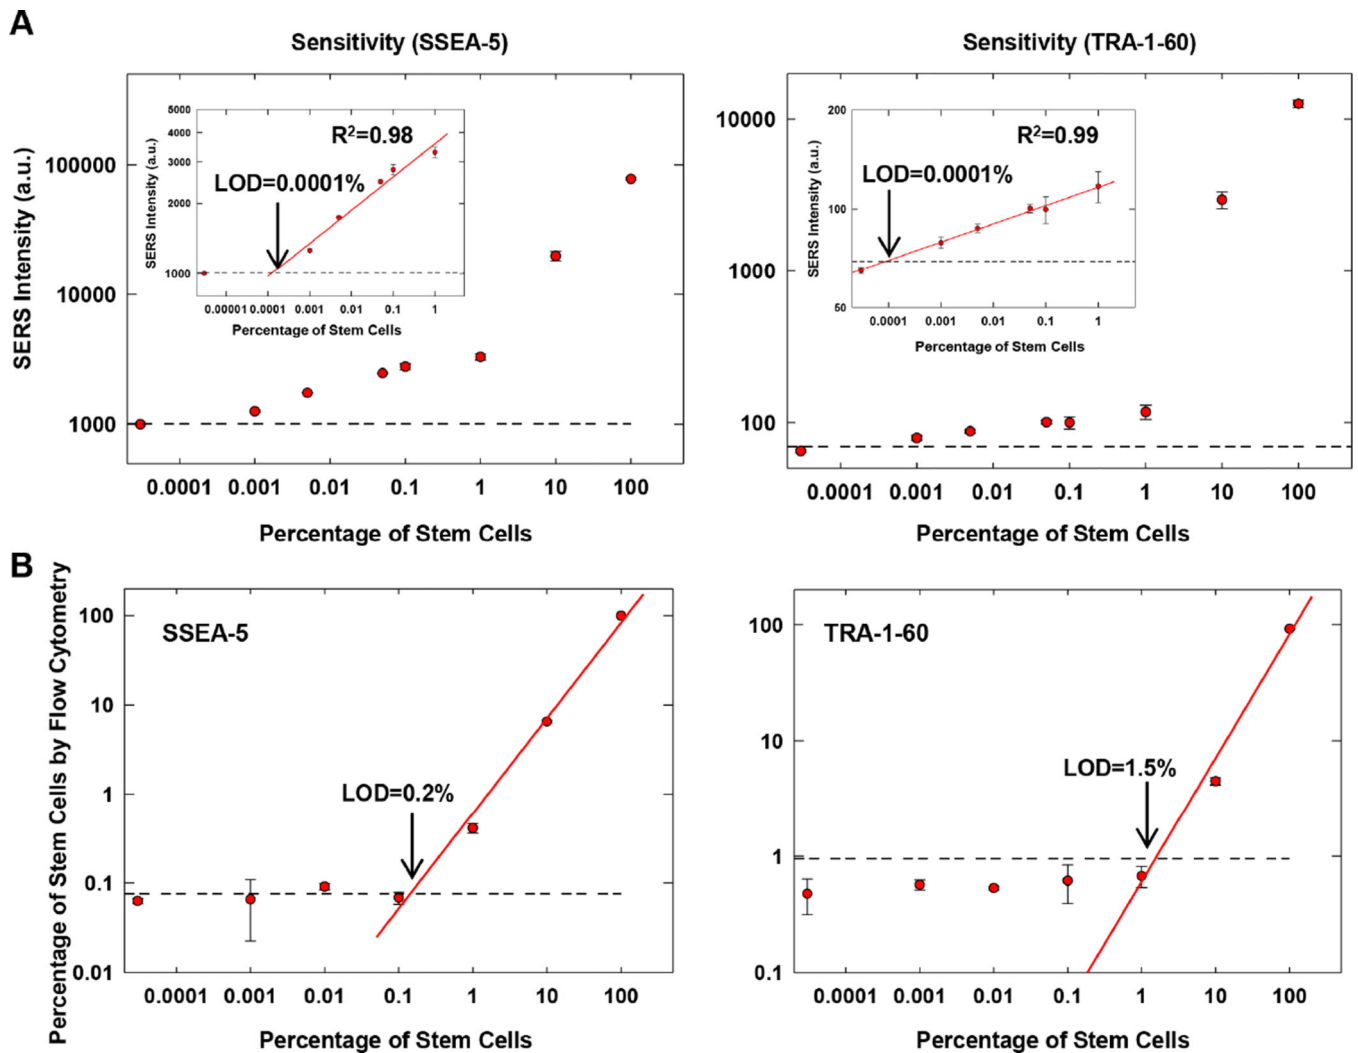 A
Sensitivity (SSEA-5)
SERS Intensity (a.u.)
100000
10000
1000
0.0001 0.001 0.01 0.1 1 10 100
Percentage of Stem Cells
R²=0.98
LOD=0.0001%
SERS Intensity (a.u.)
5000
4000
3000
2000
1000
0.00001 0.0001 0.001 0.01 0.1 1
Percentage of Stem Cells
Sensitivity (TRA-1-60)
10000
1000
100
0.0001 0.001 0.01 0.1 1 10 100
Percentage of Stem Cells
R²=0.99
LOD=0.0001%
SERS Intensity (a.u.)
200
100
50
0.0001 0.001 0.01 0.1 1
Percentage of Stem Cells
B
Percentage of Stem Cells by Flow Cytometry
SSEA-5
LOD=0.2%
100
10
1
0.1
0.01
0.0001 0.001 0.01 0.1 1 10 100
Percentage of Stem Cells
TRA-1-60
LOD=1.5%
100
10
1
0.1
0.0001 0.001 0.01 0.1 1 10 100
Percentage of Stem Cells